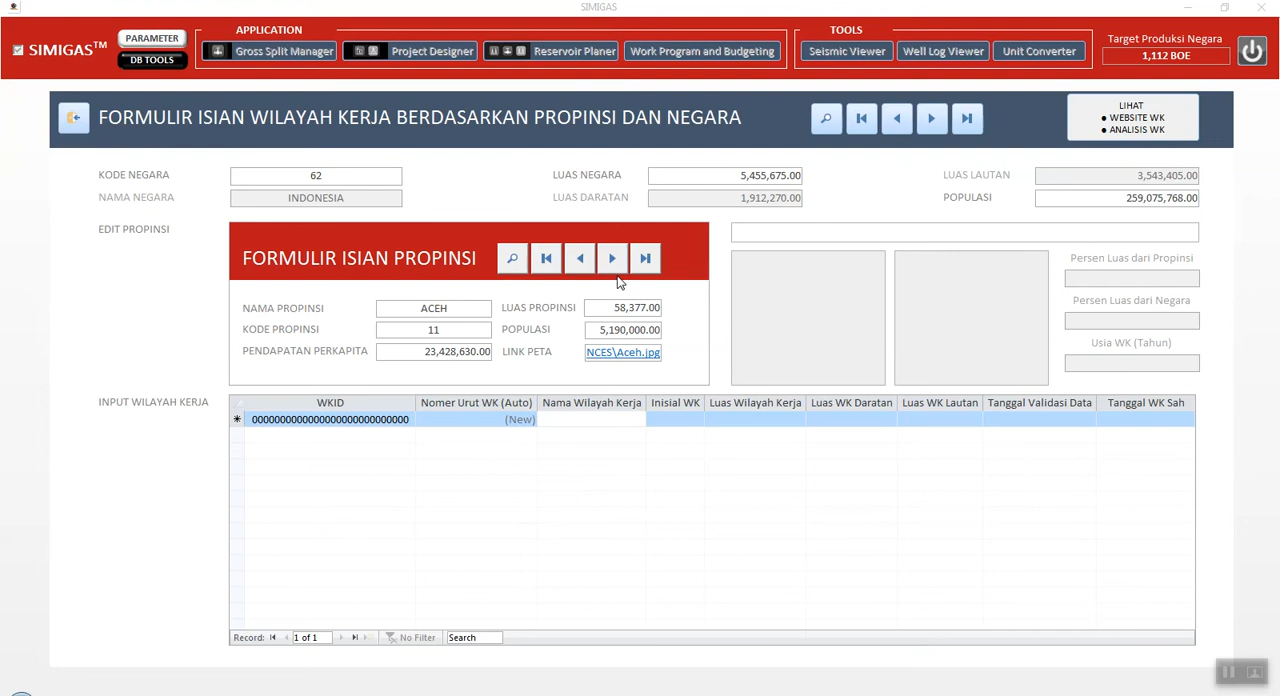 SIMIGAS
SIMIGAS™
PARAMETER
DB TOOLS
APPLICATION
Gross Split Manager
Project Designer
Reservoir Planer
Work Program and Budgeting
TOOLS
Seismic Viewer
Well Log Viewer
Unit Converter
Target Produksi Negara
1,112 BOE
FORMULIR ISIAN WILAYAH KERJA BERDASARKAN PROPINSI DAN NEGARA
LIHAT
● WEBSITE WK
● ANALISIS WK
KODE NEGARA 62 LUAS NEGARA 5,455,675.00 LUAS LAUTAN 3,543,405.00
NAMA NEGARA INDONESIA LUAS DARATAN 1,912,270.00 POPULASI 259,075,768.00
EDIT PROPINSI
FORMULIR ISIAN PROPINSI
NAMA PROPINSI ACEH LUAS PROPINSI 58,377.00
KODE PROPINSI 11 POPULASI 5,190,000.00
PENDAPATAN PERKAPITA 23,428,630.00 LINK PETA NCES\Aceh.jpg
Persen Luas dari Propinsi
Persen Luas dari Negara
Usia WK (Tahun)
INPUT WILAYAH KERJA
WKID Nomer Urut WK (Auto) Nama Wilayah Kerja Inisial WK Luas Wilayah Kerja Luas WK Daratan Luas WK Lautan Tanggal Validasi Data Tanggal WK Sah
(New)
Record: 1 of 1 No Filter Search